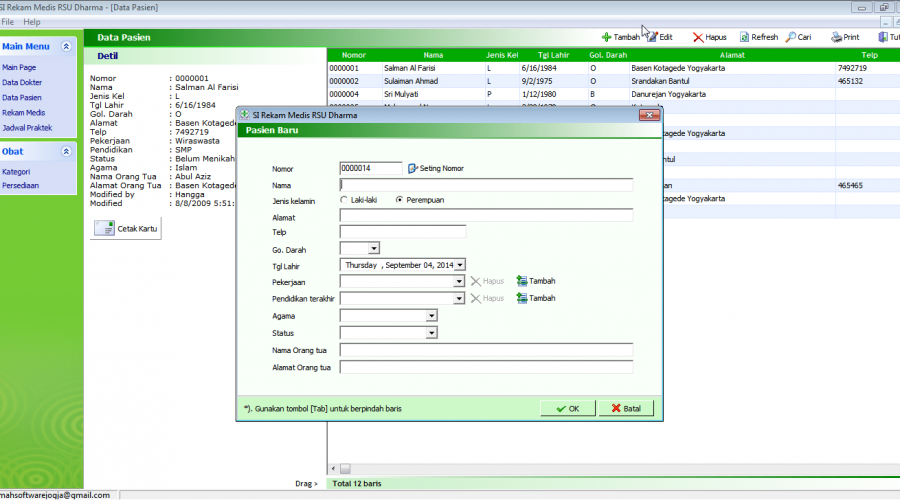 SI Rekam Medis RSU Dharma - [Data Pasien]
File Help
Main Menu
Main Page
Data Dokter
Data Pasien
Rekam Medis
Jadwal Praktek
Obat
Kategori
Persediaan
Data Pasien
Tambah Edit Hapus Refresh Cari Print
Detil
Nomor : 0000001
Nama : Salman Al Farisi
Jenis Kel : L
Tgl Lahir : 6/16/1984
Gol. Darah : O
Alamat : Basen Kotagede
Telp : 7492719
Pekerjaan : Wiraswasta
Pendidikan : SMP
Status : Belum Menikah
Agama : Islam
Nama Orang Tua : Abul Aziz
Alamat Orang Tua : Basen Kotagede
Modified by : Hangga
Modified : 8/8/2009 5:51:
Cetak Kartu
Nomor Nama Jenis Kel Tgl Lahir Gol. Darah Alamat Telp
0000001 Salman Al Farisi L 6/16/1984 O Basen Kotagede Yogyakarta 7492719
0000002 Sulaiman Ahmad L 9/2/1975 O Srandakan Bantul 465132
0000004 Sri Mulyati P 1/12/1980 B Danurejan Yogyakarta
tagede Yogyakarta
ntul
an 465465
tagede Yogyakarta
SI Rekam Medis RSU Dharma
Pasien Baru
Nomor 0000014 Seting Nomor
Nama
Jenis kelamin Laki-laki Perempuan
Alamat
Telp
Go. Darah
Tgl Lahir Thursday , September 04, 2014
Pekerjaan Hapus Tambah
Pendidikan terakhir Hapus Tambah
Agama
Status
Nama Orang tua
Alamat Orang tua
*). Gunakan tombol [Tab] untuk berpindah baris
OK Batal
Drag > Total 12 baris
mahsoftwarejogja@gmail.com